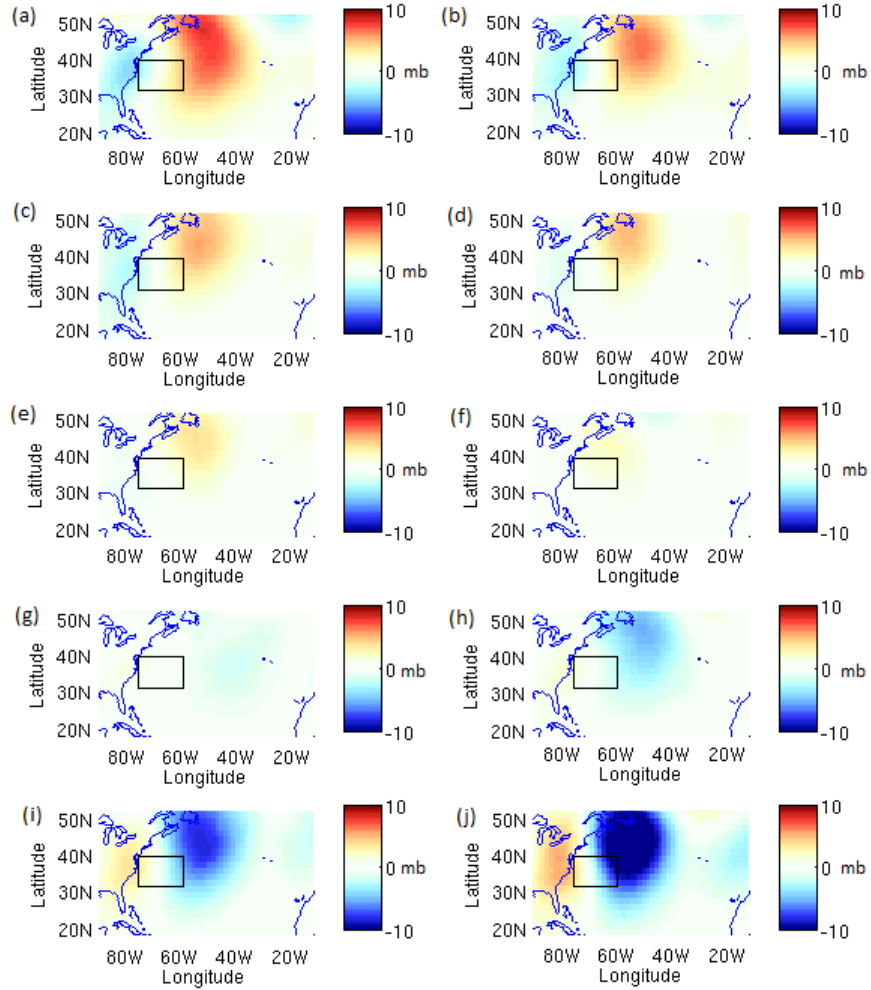 (a) 50N 40N 30N 20N Latitude 80W 60W 40W 20W Longitude 10 0 mb -10
(b) 50N 40N 30N 20N Latitude 80W 60W 40W 20W Longitude 10 0 mb -10
(c) 50N 40N 30N 20N Latitude 80W 60W 40W 20W Longitude 10 0 mb -10
(d) 50N 40N 30N 20N Latitude 80W 60W 40W 20W Longitude 10 0 mb -10
(e) 50N 40N 30N 20N Latitude 80W 60W 40W 20W Longitude 10 0 mb -10
(f) 50N 40N 30N 20N Latitude 80W 60W 40W 20W Longitude 10 0 mb -10
(g) 50N 40N 30N 20N Latitude 80W 60W 40W 20W Longitude 10 0 mb -10
(h) 50N 40N 30N 20N Latitude 80W 60W 40W 20W Longitude 10 0 mb -10
(i) 50N 40N 30N 20N Latitude 80W 60W 40W 20W Longitude 10 0 mb -10
(j) 50N 40N 30N 20N Latitude 80W 60W 40W 20W Longitude 10 0 mb -10